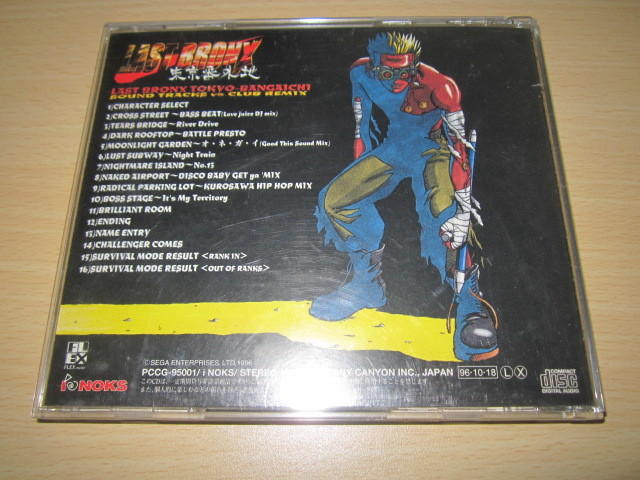 LAST BRONX
東京番外地
LAST BRONX TOKYO-BANGAICHI
SOUND TRACKS vs CLUB REMIX
1)CHARACTER SELECT
2)CROSS STREET ~BASS BEAT(Love juice DJ mix)
3)TEARS BRIDGE~River Drive
4)DARK ROOFTOP ~BATTLE PRESTO
5)MOONLIGHT GARDEN~オ・ネ・ガ・イ(Good This Sound Mix)
6)LUST SUBWAY~Night Train
7)NIGHTMARE ISLAND~No.13
8)NAKED AIRPORT~DISCO BABY GET ya 'MIX
9)RADICAL PARKING LOT~KUROSAWA HIP HOP MIX
10)BOSS STAGE~It's My Territory
11)BRILLIANT ROOM
12)ENDING
13)NAME ENTRY
14)CHALLENGER COMES
15)SURVIVAL MODE RESULT <RANK IN>
16)SURVIVAL MODE RESULT <OUT OF RANKS>
FLEX
i NOKS
©SEGA ENTERPRISES, LTD.1996
PCCG-95001/ i NOKS/ STEREO CANYON INC., JAPAN
96·10·18 L X
COMPACT disc DIGITAL AUDIO